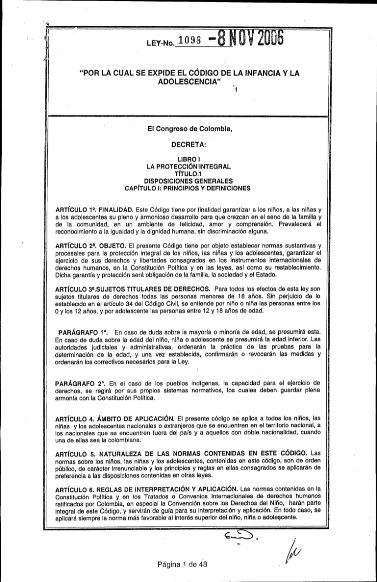 LEY-No. 1098 -8 NOV 2006
"POR LA CUAL SE EXPIDE EL CÓDIGO DE LA INFANCIA Y LA
ADOLESCENCIA"
El Congreso de Colombia,
DECRETA:
LIBRO I
LA PROTECCIÓN INTEGRAL
TÍTULO I
DISPOSICIONES GENERALES
CAPÍTULO I: PRINCIPIOS Y DEFINICIONES
ARTÍCULO 1º. FINALIDAD. Este Código tiene por finalidad garantizar a los niños, a las niñas y
a los adolescentes su pleno y armonioso desarrollo para que crezcan en el seno de la familia y
de la comunidad, en un ambiente de felicidad, amor y comprensión. Prevalecerá el
reconocimiento a la igualdad y la dignidad humana, sin discriminación alguna.
ARTÍCULO 2º. OBJETO. El presente Código tiene por objeto establecer normas sustantivas y
procesales para la protección integral de los niños, las niñas y los adolescentes, garantizar el
ejercicio de sus derechos y libertades consagrados en los instrumentos internacionales de
derechos humanos, en la Constitución Política y en las leyes, así como su restablecimiento.
Dicha garantía y protección será obligación de la familia, la sociedad y el Estado.
ARTÍCULO 3º.SUJETOS TITULARES DE DERECHOS. Para todos los efectos de esta ley son
sujetos titulares de derechos todas las personas menores de 18 años. Sin perjuicio de lo
establecido en el artículo 34 del Código Civil, se entiende por niño o niña las personas entre los
0 y los 12 años, y por adolescente las personas entre 12 y 18 años de edad.
PARÁGRAFO 1º. En caso de duda sobre la mayoría o minoría de edad, se presumirá esta.
En caso de duda sobre la edad del niño, niña o adolescente se presumirá la edad inferior. Las
autoridades judiciales y administrativas, ordenarán la práctica de las pruebas para la
determinación de la edad, y una vez establecida, confirmarán o revocarán las medidas y
ordenarán los correctivos necesarios para la Ley.
PARÁGRAFO 2º. En el caso de los pueblos indígenas, la capacidad para el ejercicio de
derechos, se regirá por sus propios sistemas normativos, los cuales deben guardar plena
armonía con la Constitución Política.
ARTÍCULO 4. ÁMBITO DE APLICACIÓN. El presente código se aplica a todos los niños, las
niñas y los adolescentes nacionales o extranjeros que se encuentren en el territorio nacional, a
los nacionales que se encuentren fuera del país y a aquellos con doble nacionalidad, cuando
una de ellas sea la colombiana.
ARTÍCULO 5. NATURALEZA DE LAS NORMAS CONTENIDAS EN ESTE CÓDIGO. Las
normas sobre los niños, las niñas y los adolescentes, contenidas en este código, son de orden
público, de carácter irrenunciable y los principios y reglas en ellas consagrados se aplicarán de
preferencia a las disposiciones contenidas en otras leyes.
ARTÍCULO 6. REGLAS DE INTERPRETACIÓN Y APLICACIÓN. Las normas contenidas en la
Constitución Política y en los Tratados o Convenios Internacionales de derechos humanos
ratificados por Colombia, en especial la Convención sobre los Derechos del Niño, harán parte
integral de este Código, y servirán de guía para su interpretación y aplicación. En todo caso, se
aplicará siempre la norma más favorable al interés superior del niño, niña o adolescente.
Página 1 de 48